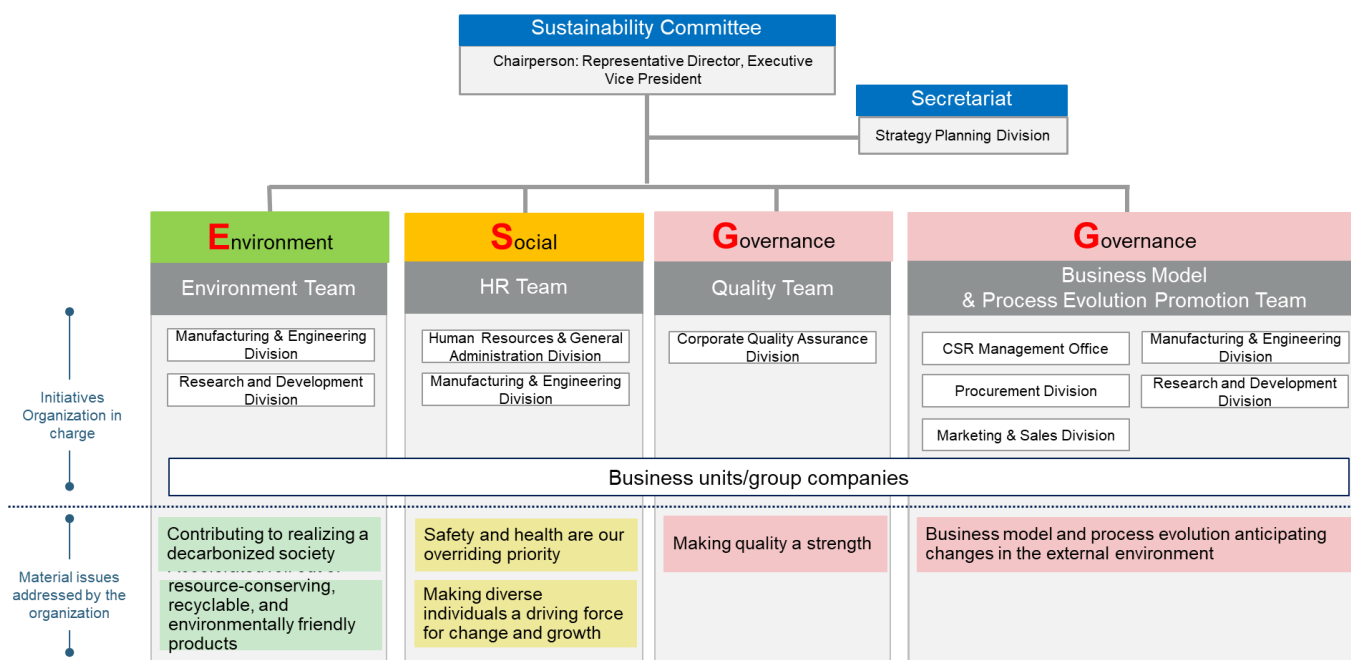 Sustainability Committee
Chairperson: Representative Director, Executive
Vice President
Secretariat
Strategy Planning Division
Environment
Social
Governance
Governance
Environment Team
HR Team
Quality Team
Business Model
& Process Evolution Promotion Team
Initiatives
Organization in
charge
Manufacturing & Engineering
Division
Research and Development
Division
Human Resources & General
Administration Division
Manufacturing & Engineering
Division
Corporate Quality Assurance
Division
CSR Management Office
Procurement Division
Marketing & Sales Division
Manufacturing & Engineering
Division
Research and Development
Division
Business units/group companies
Material issues
addressed by the
organization
Contributing to realizing a
decarbonized society
resource-conserving,
recyclable, and
environmentally friendly
products
Safety and health are our
overriding priority
Making diverse
individuals a driving force
for change and growth
Making quality a strength
Business model and process evolution anticipating
changes in the external environment